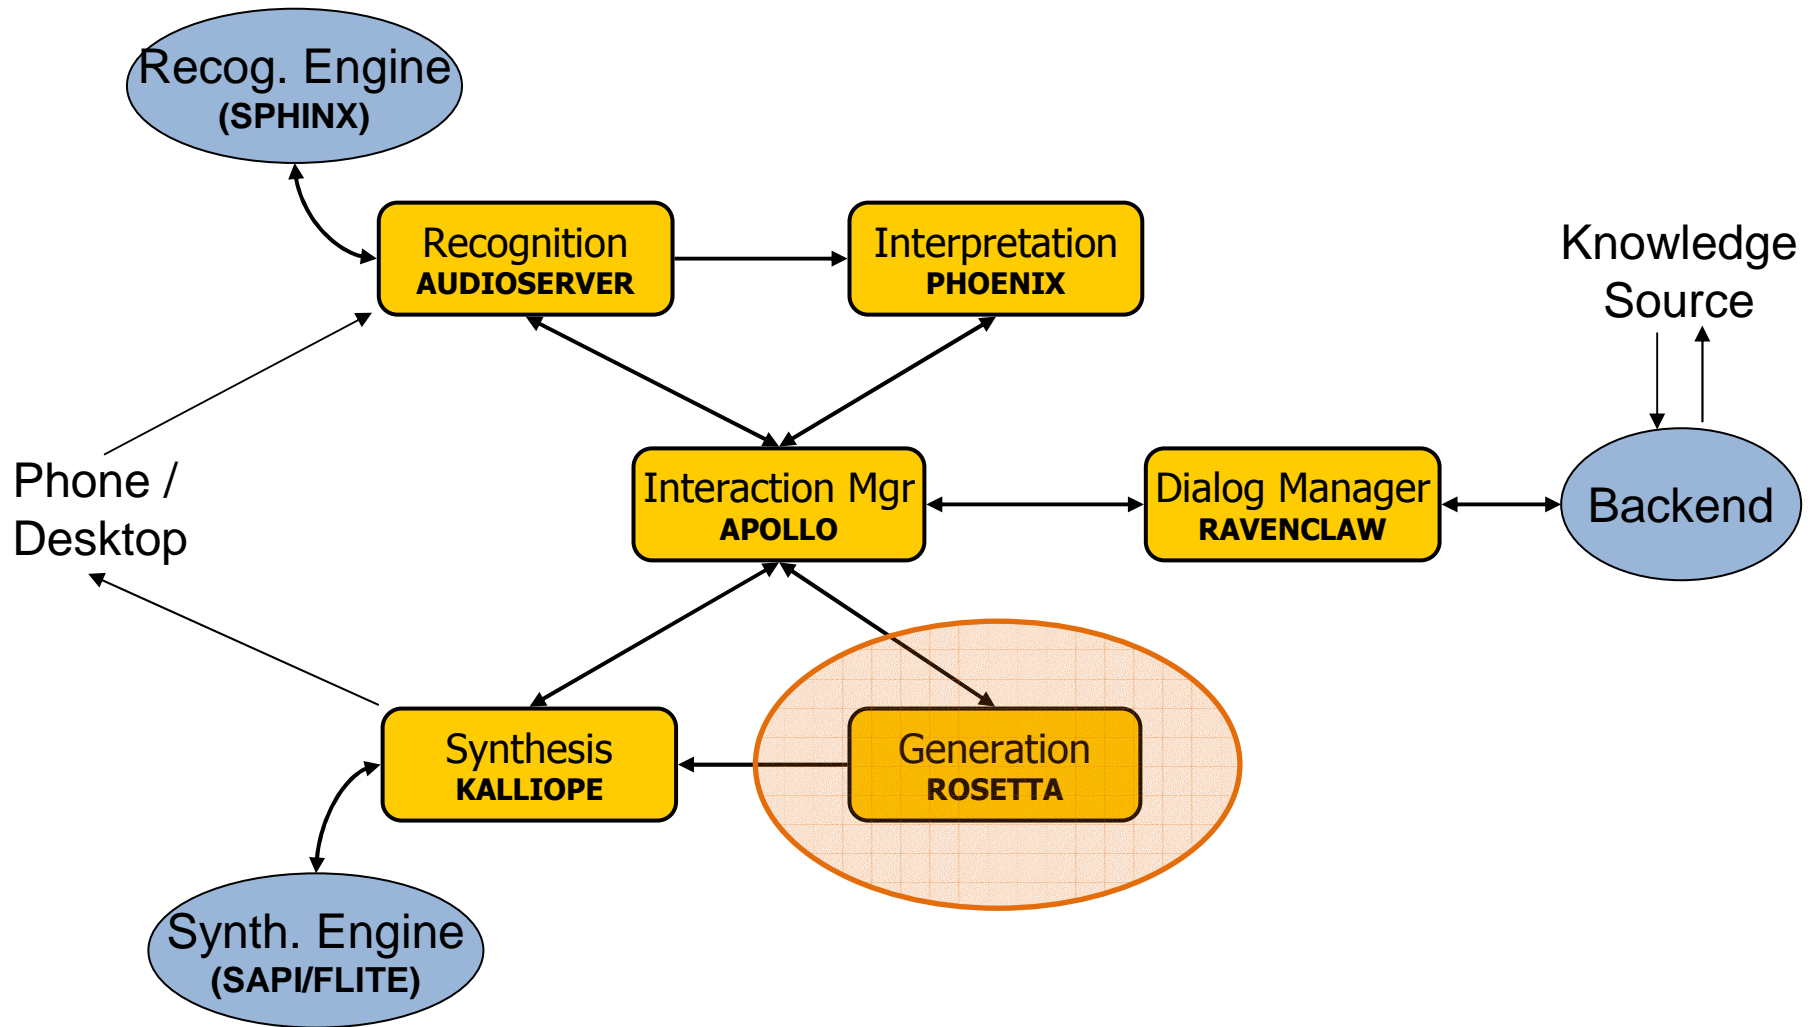 Recog. Engine
(SPHINX)
Recognition
AUDIOSERVER
Interpretation
PHOENIX
Knowledge
Source
Phone /
Desktop
Interaction Mgr
APOLLO
Dialog Manager
RAVENCLAW
Backend
Synthesis
KALLIOPE
Generation
ROSETTA
Synth. Engine
(SAPI/FLITE)